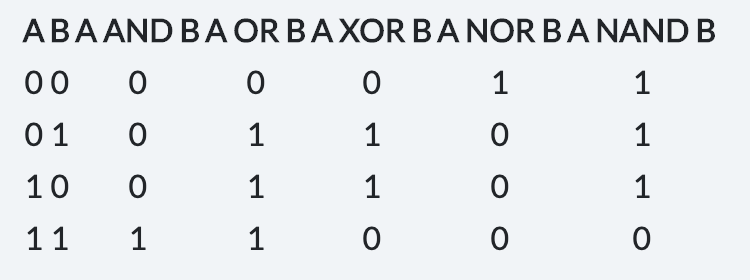 A B A AND B A OR B A XOR B A NOR B A NAND B
0 0 0 0 0 1 1
0 1 0 1 1 0 1
1 0 0 1 1 0 1
1 1 1 1 0 0 0